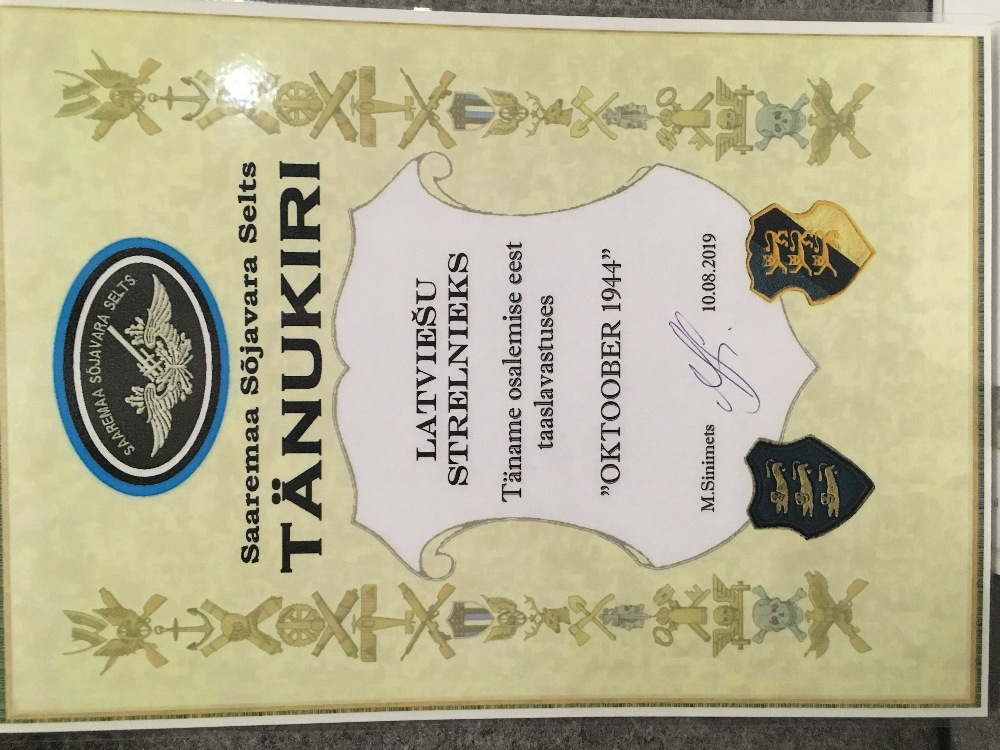 SAAREMAA SÕJAVARA SELTS
Saaremaa Sõjavara Selts
TÄNUKIRI
LATVIEŠU
STRELNIEKS
Täname osalemise eest
taaslavastuses
”OKTOOBER 1944”
M.Sinimets 10.08.2019